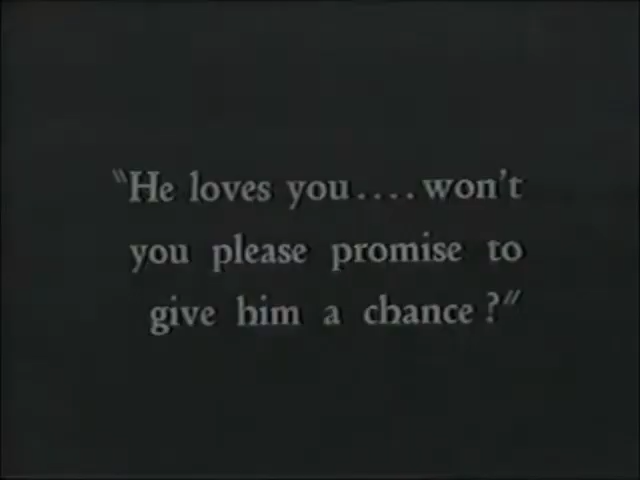 "He loves you....won't
you please promise to
give him a chance?"